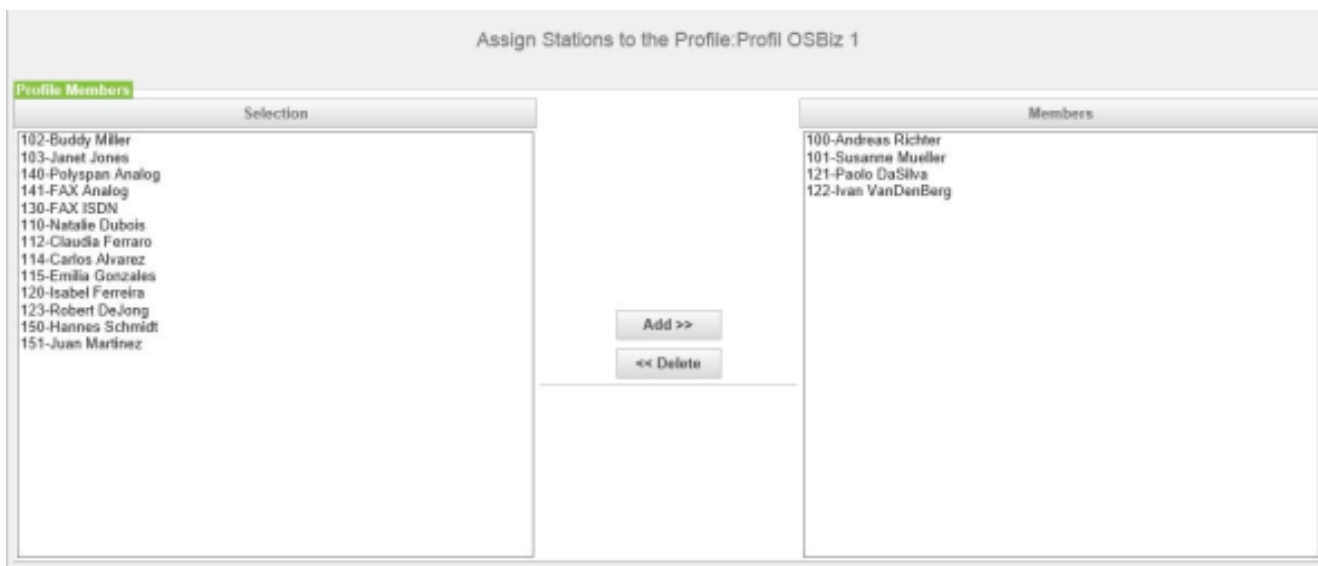 Assign Stations to the Profile:Profil OSBiz 1
Profile Members
Selection
102-Buddy Miller
103-Janet Jones
140-Polyspan Analog
141-FAX Analog
130-FAX ISDN
110-Natalie Dubois
112-Claudia Ferraro
114-Carlos Alvarez
115-Emilia Gonzales
120-Isabel Ferreira
123-Robert DeJong
150-Hannes Schmidt
151-Juan Martinez
Add >>
<< Delete
Members
100-Andreas Richter
101-Susanne Mueller
121-Paolo DaSilva
122-Ivan VanDenBerg